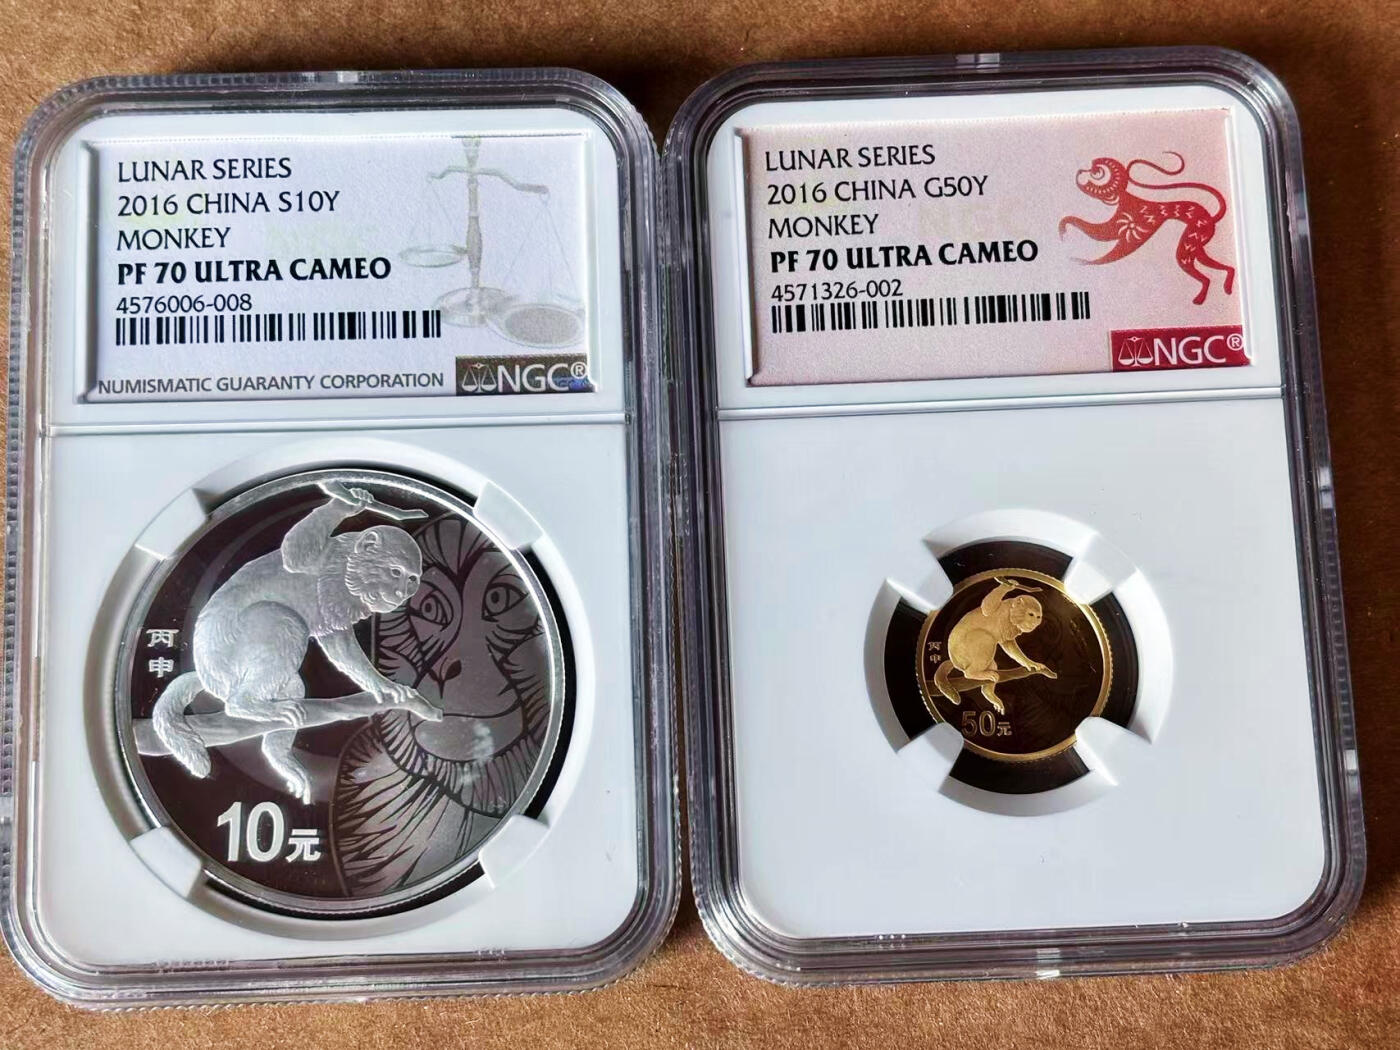 LUNAR SERIES
2016 CHINA S10Y
MONKEY
PF 70 ULTRA CAMEO
4576006-008
NUMISMATIC GUARANTY CORPORATION
NGC®
丙
申
10元
LUNAR SERIES
2016 CHINA G50Y
MONKEY
PF 70 ULTRA CAMEO
4571326-002
NGC®
丙
申
50元